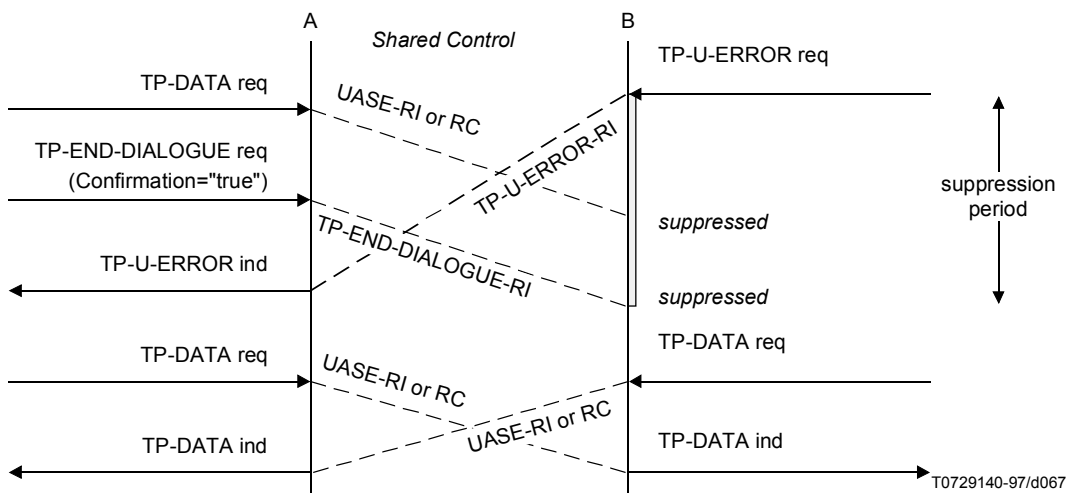 A
B
Shared Control
TP-U-ERROR req
TP-DATA req
UASE-RI or RC
TP-U-ERROR-RI
TP-END-DIALOGUE req
(Confirmation="true")
suppression
period
suppressed
TP-END-DIALOGUE-RI
TP-U-ERROR ind
suppressed
TP-DATA req
TP-DATA req
UASE-RI or RC
UASE-RI or RC
TP-DATA ind
TP-DATA ind
T0729140-97/d067